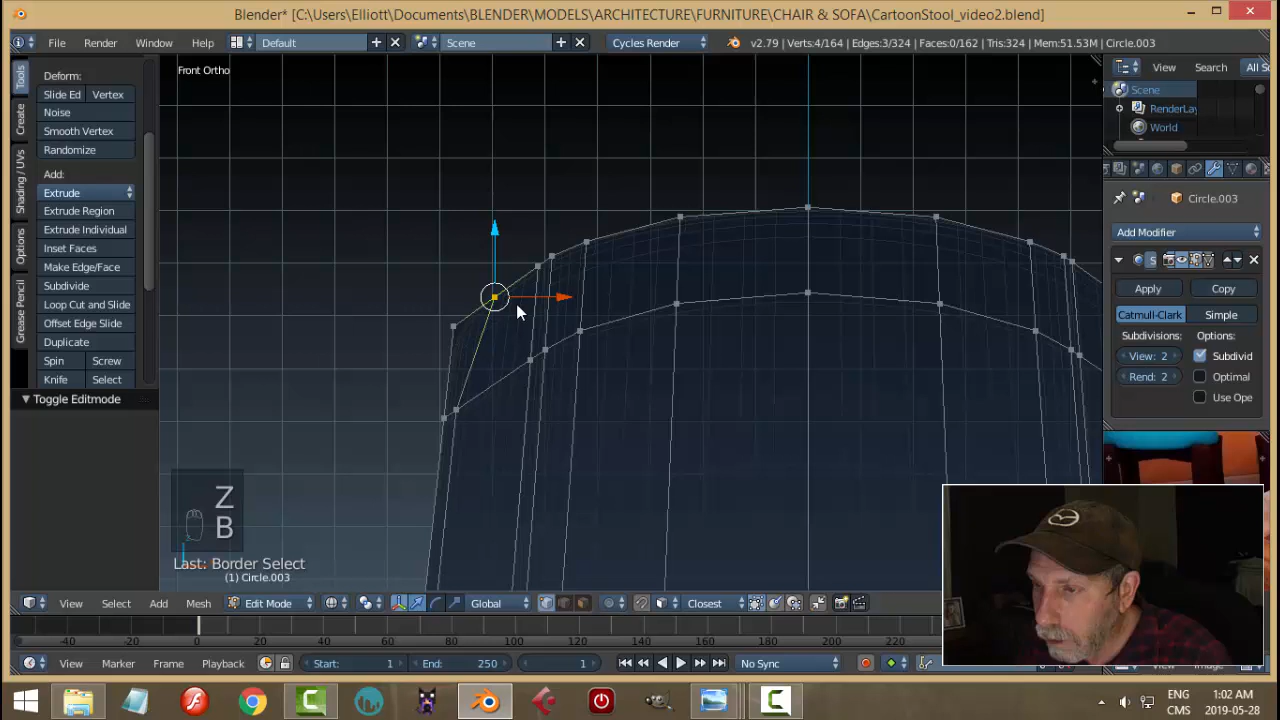 Blender* [C:\Users\Elliott\Documents\BLENDER\MODELS\ARCHITECTURE\FURNITURE\CHAIR & SOFA\CartoonStool_video2.blend]
File Render Window Help Default Scene Cycles Render v2.79 | Verts:4/164 | Edges:3/324 | Faces:0/162 | Tris:324 | Mem:51.53M | Circle.003
Front Ortho
View Search All Sc
Scene
RenderLay
World
Tools
Create
Shading / UVs
Options
Grease Pencil
Deform:
Slide Ed Vertex
Noise
Smooth Vertex
Randomize
Add:
Extrude
Extrude Region
Extrude Individual
Inset Faces
Make Edge/Face
Subdivide
Loop Cut and Slide
Offset Edge Slide
Duplicate
Spin Screw
Knife Select
Toggle Editmode
Circle.003
Add Modifier
S
Apply Copy
Catmull-Clark Simple
Subdivisions: Options:
View: 2 Subdivid
Rend: 2 Optimal
Use Ope
Z
B
Last: Border Select
(1) Circle.003
View Select Add Mesh Edit Mode Global Closest
-40 -20 0 20 40 60 80 100 120 140 160 180 200 220
View Marker Frame Playback Start: 1 End: 250 1 No Sync
ENG 1:02 AM
CMS 2019-05-28